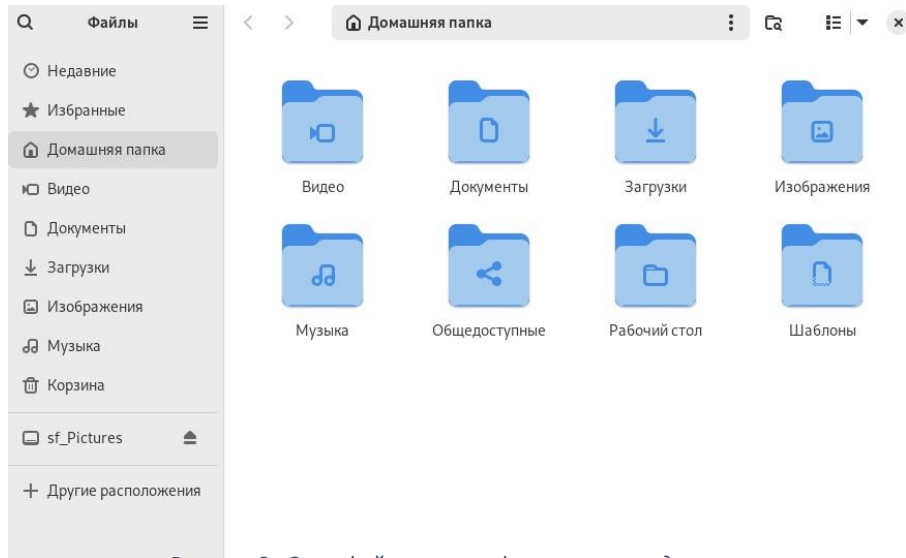 Файлы
Домашняя папка
Недавние
Избранные
Домашняя папка
Видео
Документы
Загрузки
Изображения
Музыка
Корзина
sf_Pictures
Другие расположения
Видео Документы Загрузки Изображения
Музыка Общедоступные Рабочий стол Шаблоны